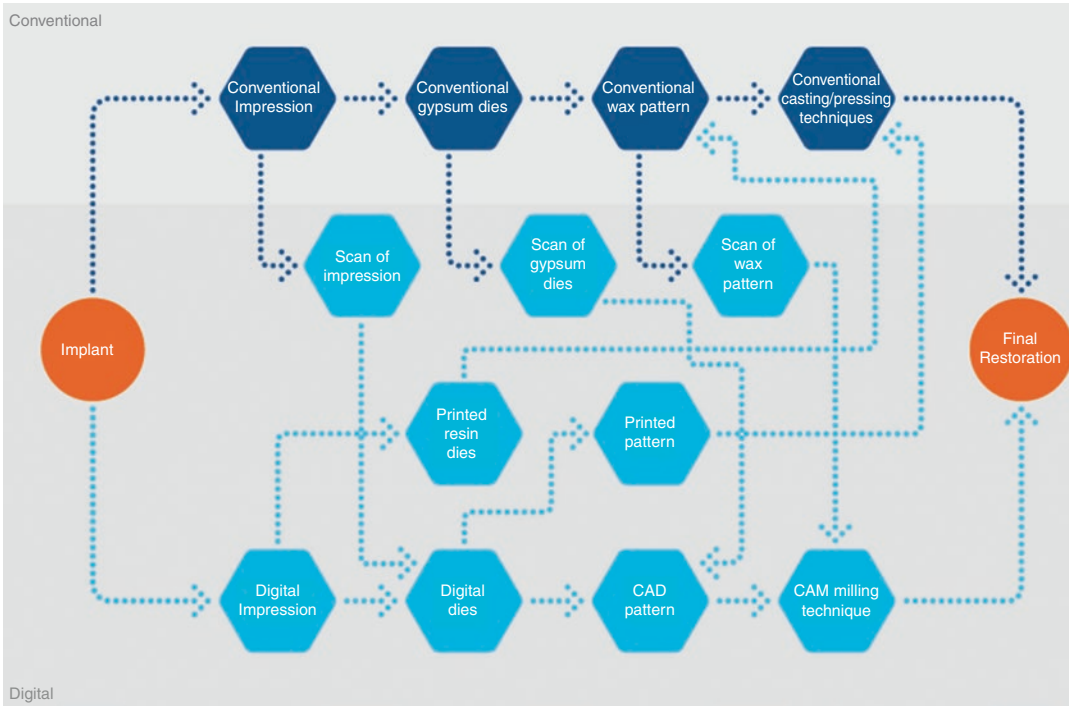 Conventional
Conventional
Impression
Conventional
gypsum dies
Conventional
wax pattern
Conventional
casting/pressing
techniques
Scan of
impression
Scan of
gypsum
dies
Scan of
wax
pattern
Implant
Final
Restoration
Printed
resin
dies
Printed
pattern
Digital
Impression
Digital
dies
CAD
pattern
CAM milling
technique
Digital